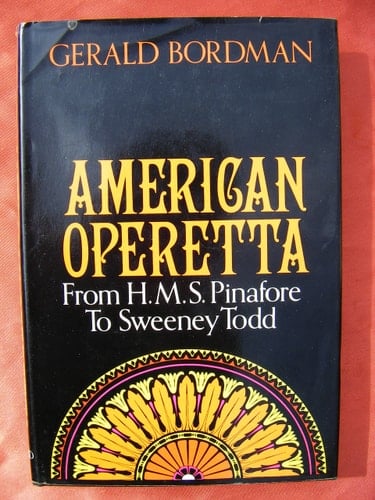 GERALD BORDMAN
AMERICAN
OPERETTA
From H.M.S. Pinafore
To Sweeney Todd